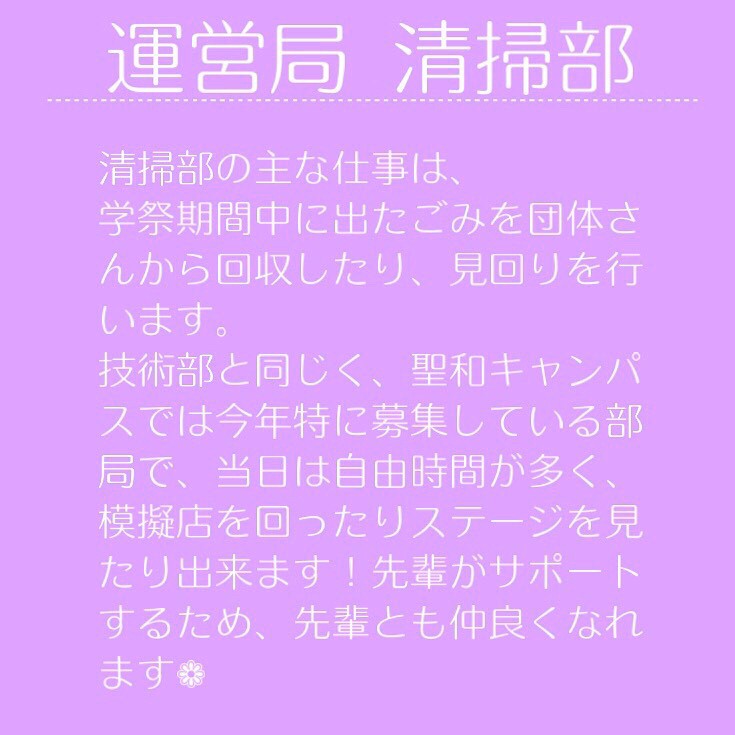 運営局 清掃部
清掃部の主な仕事は、
学祭期間中に出たごみを団体さ
んから回収したり、見回りを行
います。
技術部と同じく、聖和キャンパ
スでは今年特に募集している部
局で、当日は自由時間が多く、
模擬店を回ったりステージを見
たり出来ます！先輩がサポート
するため、先輩とも仲良くなれ
ます❁